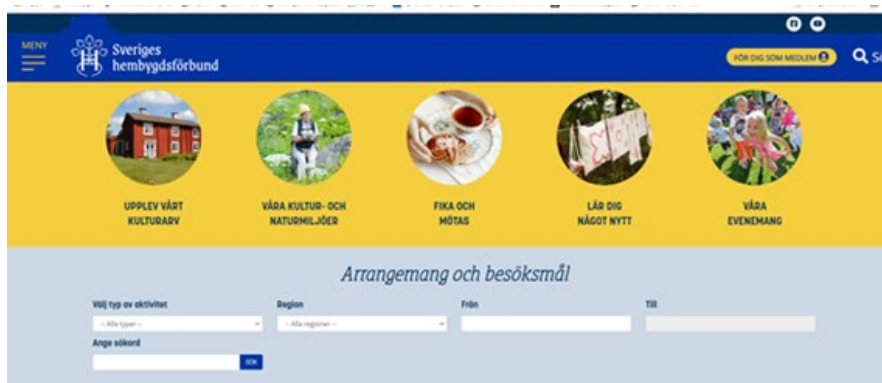 MENY
Sveriges
hembygdsförbund
FÖR DIG SOM MEDLEM
UPPLEV VÅRT
KULTURARV
VÅRA KULTUR- OCH
NATURMILJÖER
FIKA OCH
MÖTAS
LÄR DIG
NÅGOT NYTT
VÅRA
EVENEMANG
Arrangemang och besöksmål
Välj typ av aktivitet
Region
Från
Till
-- Alla typer --
-- Alla regioner --
Ange sökord
SÖK